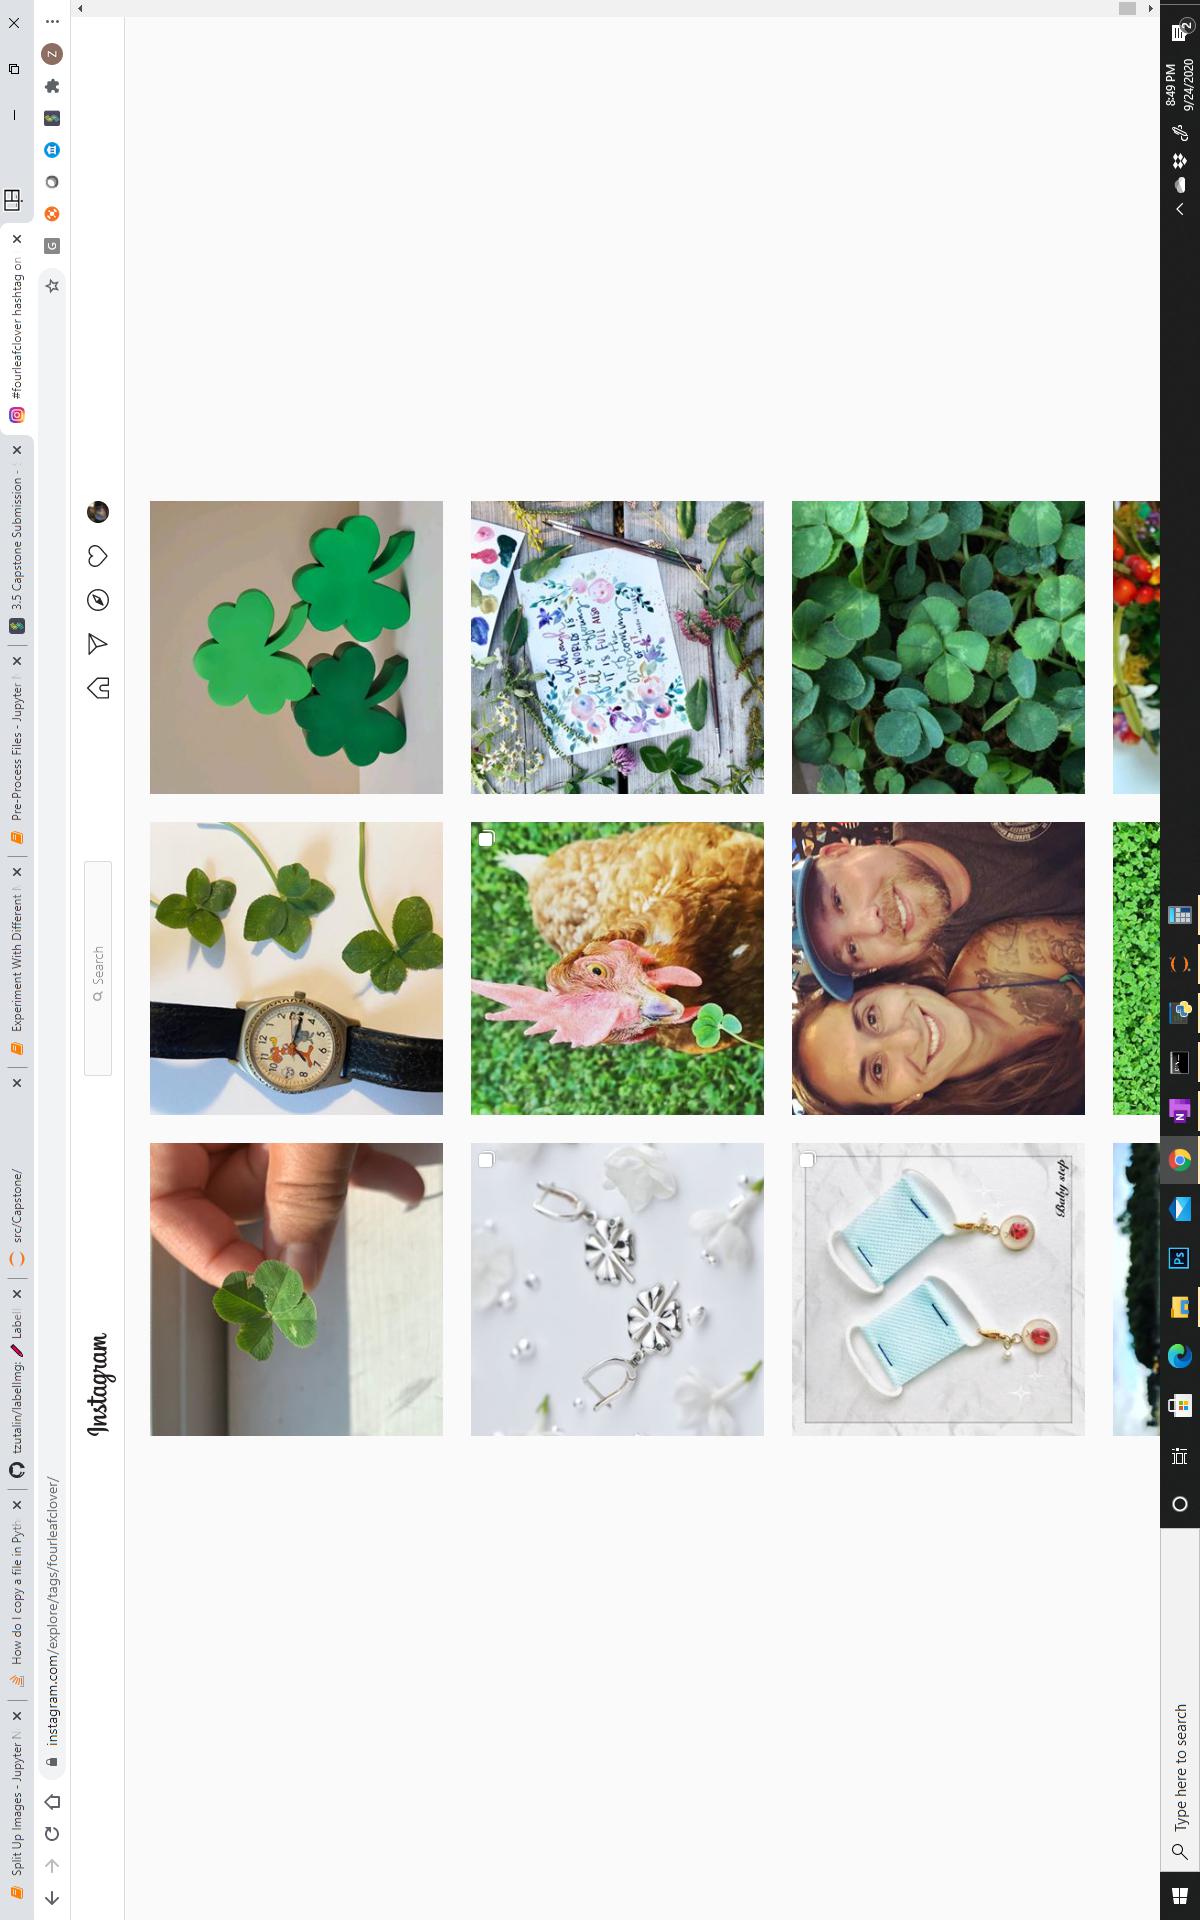 Split Up Images - Jupyter N
How do I copy a file in Pyth
tzutalin/labelImg: Labell
src/Capstone/
Experiment With Different
Pre-Process Files - Jupyter
3.5 Capstone Submission -
#fourleafclover hashtag on
instagram.com/explore/tags/fourleafclover/
G
Z
Instagram
Search
although
THE WORLD IS
full of suffering
IT IS FULL ALSO
of the
overcoming
OF IT
Baby step
Type here to search
Ps
N
8:49 PM
9/24/2020
2